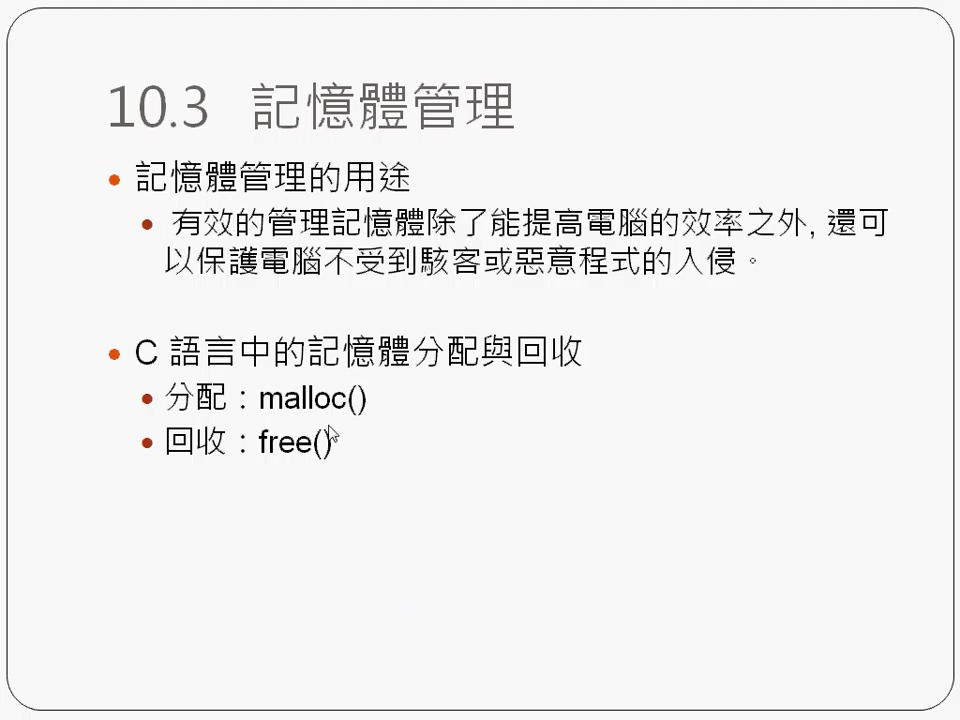 10.3 記憶體管理
記憶體管理的用途
有效的管理記憶體除了能提高電腦的效率之外, 還可
以保護電腦不受到駭客或惡意程式的入侵。
C 語言中的記憶體分配與回收
分配：malloc()
回收：free()